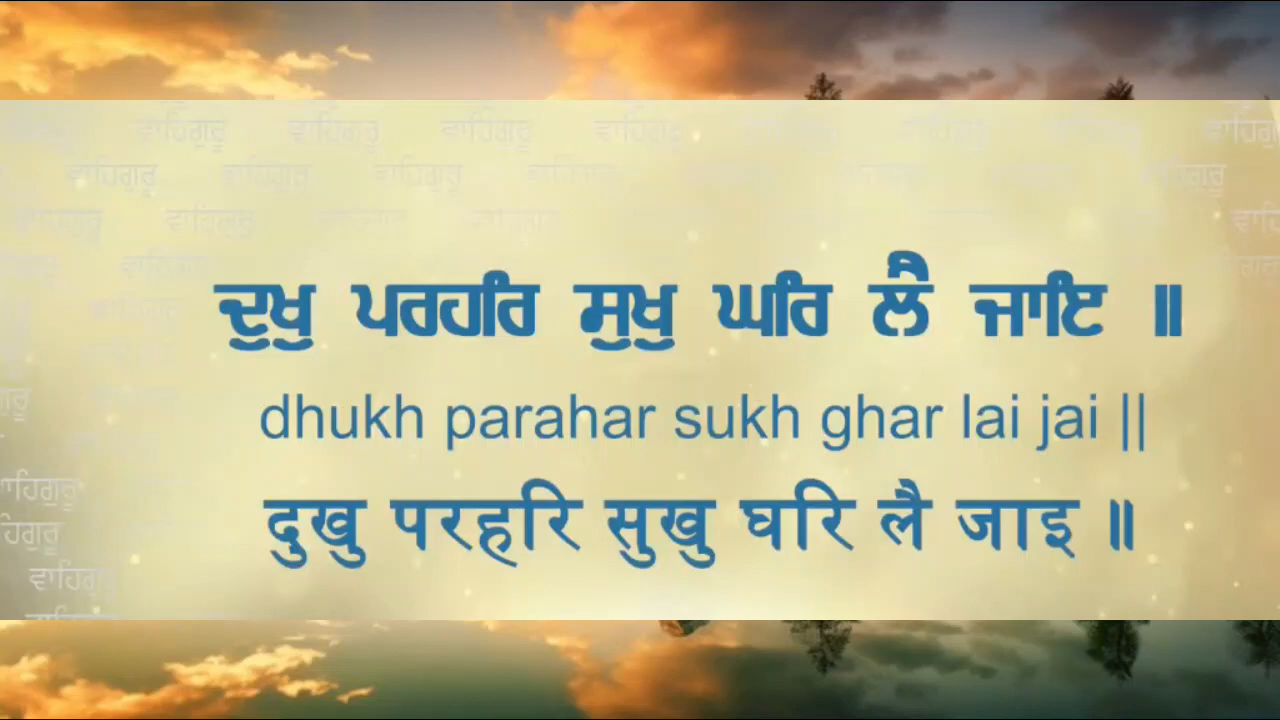 ਵਾਹਿਗੁਰੂ ਵਾਹਿਗੁਰੂ ਵਾਹਿਗੁਰੂ ਵਾਹਿਗੁਰੂ ਵਾਹਿਗੁਰੂ
ਵਾਹਿਗੁਰੂ ਵਾਹਿਗੁਰੂ ਵਾਹਿਗੁਰੂ ਵਾਹਿਗੁਰੂ
ਵਾਹਿਗੁਰੂ ਵਾਹਿਗੁਰੂ
ਦੁਖੁ ਪਰਹਰਿ ਸੁਖੁ ਘਰਿ ਲੈ ਜਾਇ ॥
dhukh parahar sukh ghar lai jai ||
दुखु परहरि सुखु घरि लै जाइ ॥